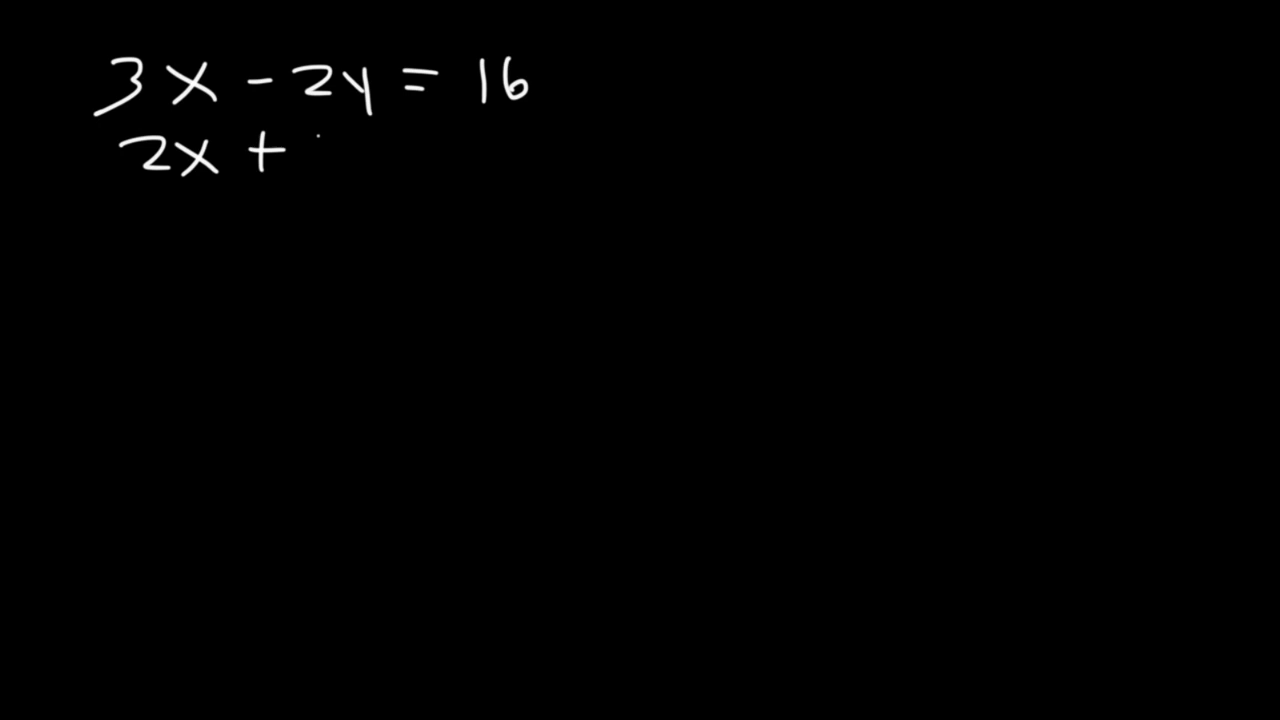 3x - 2y = 16
2x +